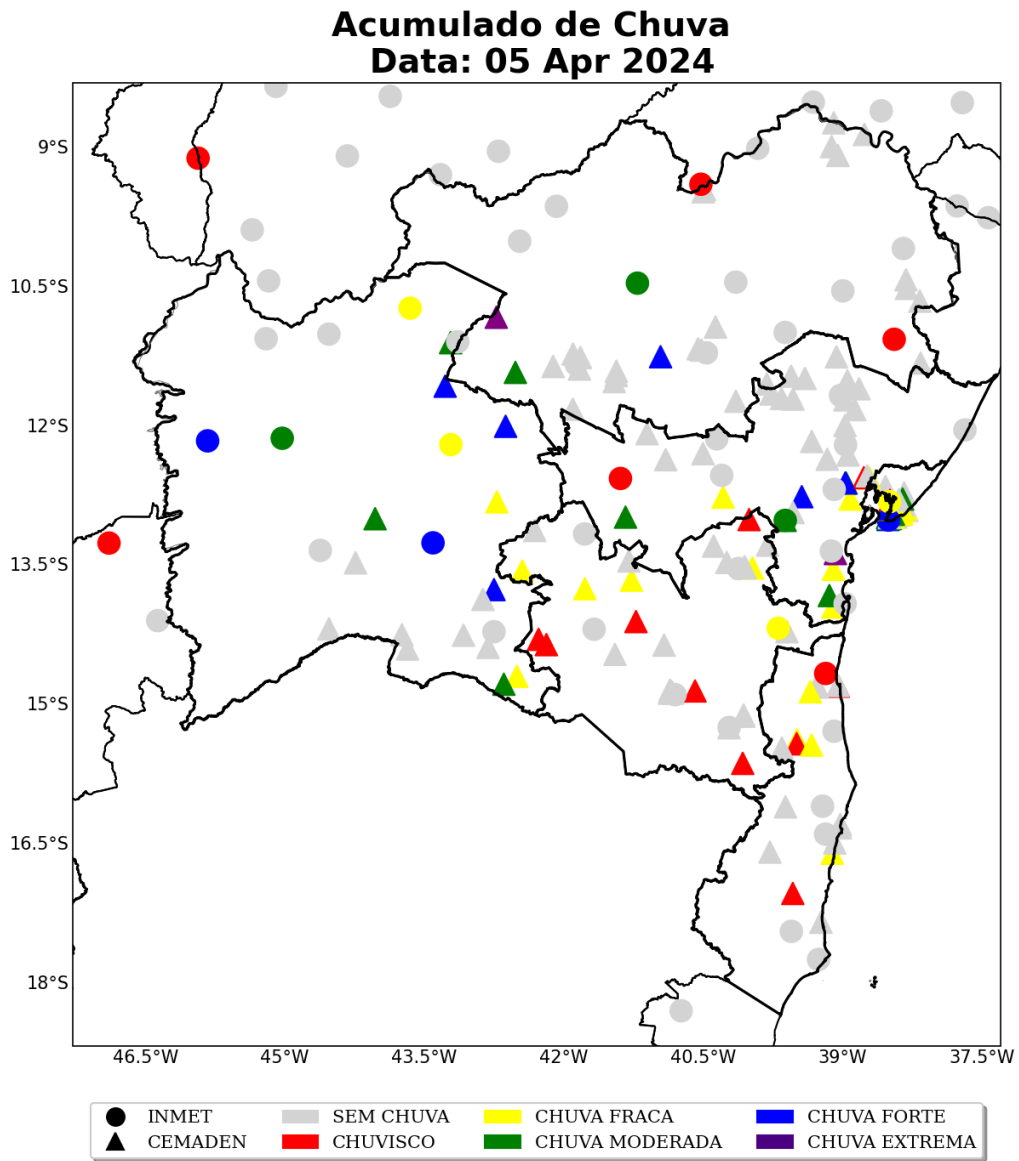 Acumulado de Chuva
Data: 05 Apr 2024
9°S
10.5°S
12°S
13.5°S
15°S
16.5°S
18°S
46.5°W 45°W 43.5°W 42°W 40.5°W 39°W 37.5°W
INMET SEM CHUVA CHUVA FRACA CHUVA FORTE
CEMADEN CHUVISCO CHUVA MODERADA CHUVA EXTREMA